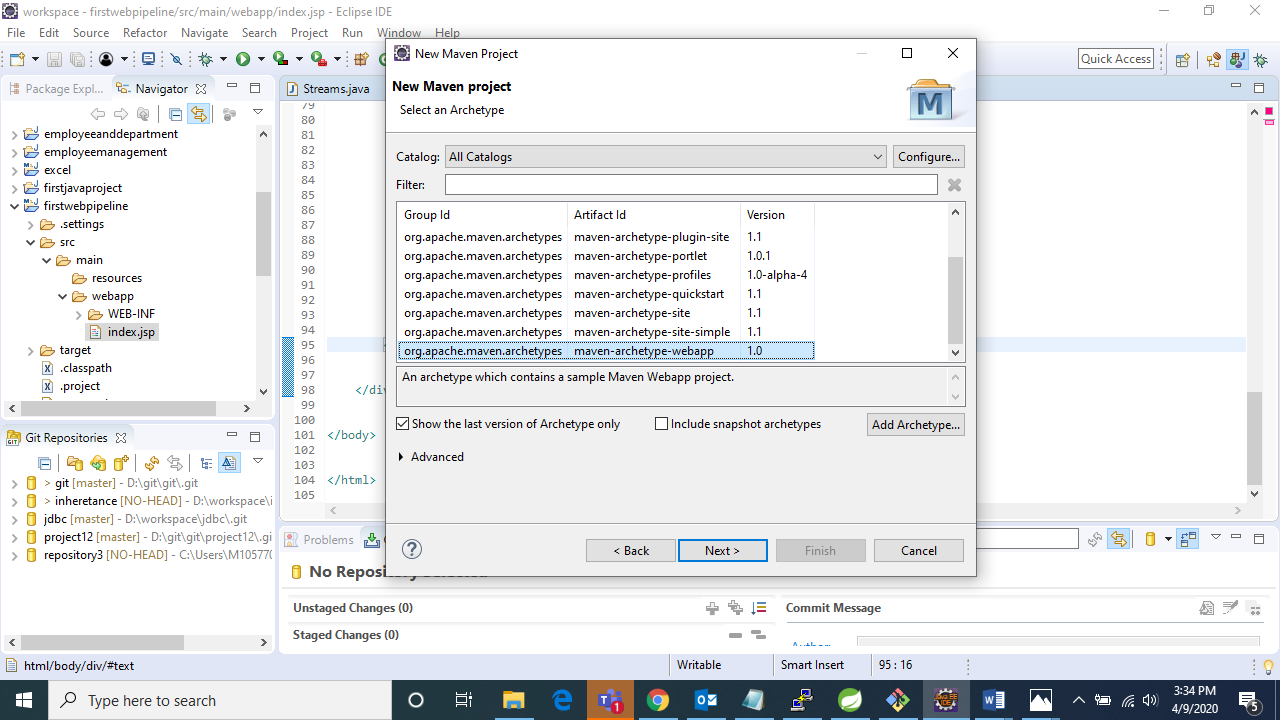 workspace - firstwebpipeline/src/main/webapp/index.jsp - Eclipse IDE
File Edit Source Refactor Navigate Search Project Run Window Help
Quick Access
Package Expl... Navigator
employeeanddepartment
employeemanagement
excel
firstjavaproject
firstwebpipeline
.settings
src
main
resources
webapp
WEB-INF
index.jsp
target
.classpath
.project
Git Repositories
> git [master] - D:\git\git\.git
> inheretance [NO-HEAD] - D:\workspace\i
jdbc [master] - D:\workspace\jdbc\.git
project12 [master] - D:\git\git\project12\.gi
repository3 [NO-HEAD] - C:\Users\M10577
Streams.java
79
80
81
82
83
84
85
86
87
88
89
90
91
92
93
94
95
96
97
98 </div
99
100
101 </body>
102
103
104 </html>
105
New Maven Project
New Maven project
Select an Archetype
M
Catalog: All Catalogs Configure...
Filter:
Group Id Artifact Id Version
org.apache.maven.archetypes maven-archetype-plugin-site 1.1
org.apache.maven.archetypes maven-archetype-portlet 1.0.1
org.apache.maven.archetypes maven-archetype-profiles 1.0-alpha-4
org.apache.maven.archetypes maven-archetype-quickstart 1.1
org.apache.maven.archetypes maven-archetype-site 1.1
org.apache.maven.archetypes maven-archetype-site-simple 1.1
org.apache.maven.archetypes maven-archetype-webapp 1.0
An archetype which contains a sample Maven Webapp project.
Show the last version of Archetype only Include snapshot archetypes Add Archetype...
Advanced
< Back Next > Finish Cancel
Problems
No Repository Selected
Unstaged Changes (0)
Staged Changes (0)
Commit Message
Author:
html/body/div/#text Writable Smart Insert 95 : 16
Type here to search
1
3:34 PM
4/9/2020
5